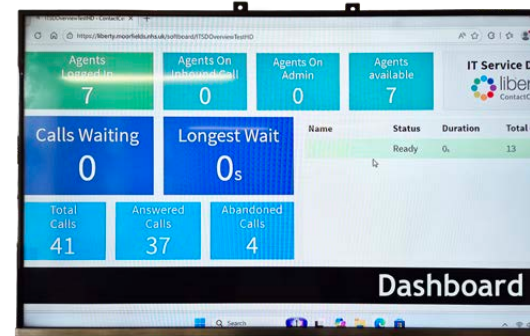 ITSDOverviewTestHD - ContactCe
https://liberty.moorfields.nhs.uk/softboard/ITSDOverviewTestHD
Agents Logged In
7
Agents On Inbound Call
0
Agents On Admin
0
Agents available
7
IT Service D
liber
ContactC
Calls Waiting
0
Longest Wait
0s
Name Status Duration Total
Ready 0s 13
Total Calls
41
Answered Calls
37
Abandoned Calls
4
Dashboard
Search